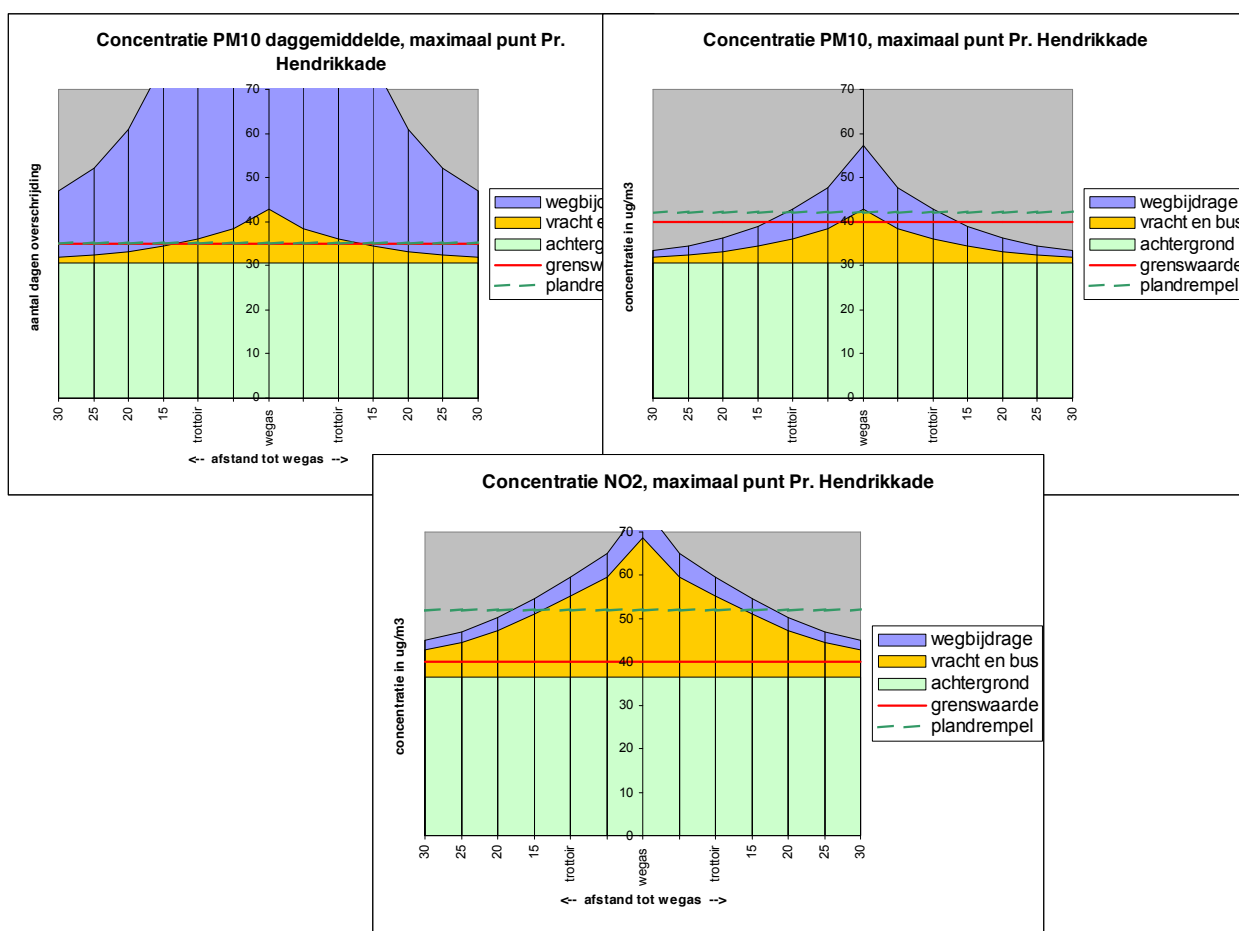 Concentratie PM10 daggemiddelde, maximaal punt Pr.
Hendrikkade
aantal dagen overschrijding
70
60
50
40
30
20
10
0
30
25
20
15
trottoir
wegas
trottoir
15
20
25
30
<-- afstand tot wegas -->
wegbijd
vracht e
achterg
grensw
plandre
Concentratie PM10, maximaal punt Pr. Hendrikkade
concentratie in ug/m3
70
60
50
40
30
20
10
0
30
25
20
15
trottoir
wegas
trottoir
15
20
25
30
wegbijdrage
vracht en bus
achtergrond
grenswaarde
plandrempel
Concentratie NO2, maximaal punt Pr. Hendrikkade
concentratie in ug/m3
70
60
50
40
30
20
10
0
30
25
20
15
trottoir
wegas
trottoir
15
20
25
30
<-- afstand tot wegas -->
wegbijdrage
vracht en bus
achtergrond
grenswaarde
plandrempel